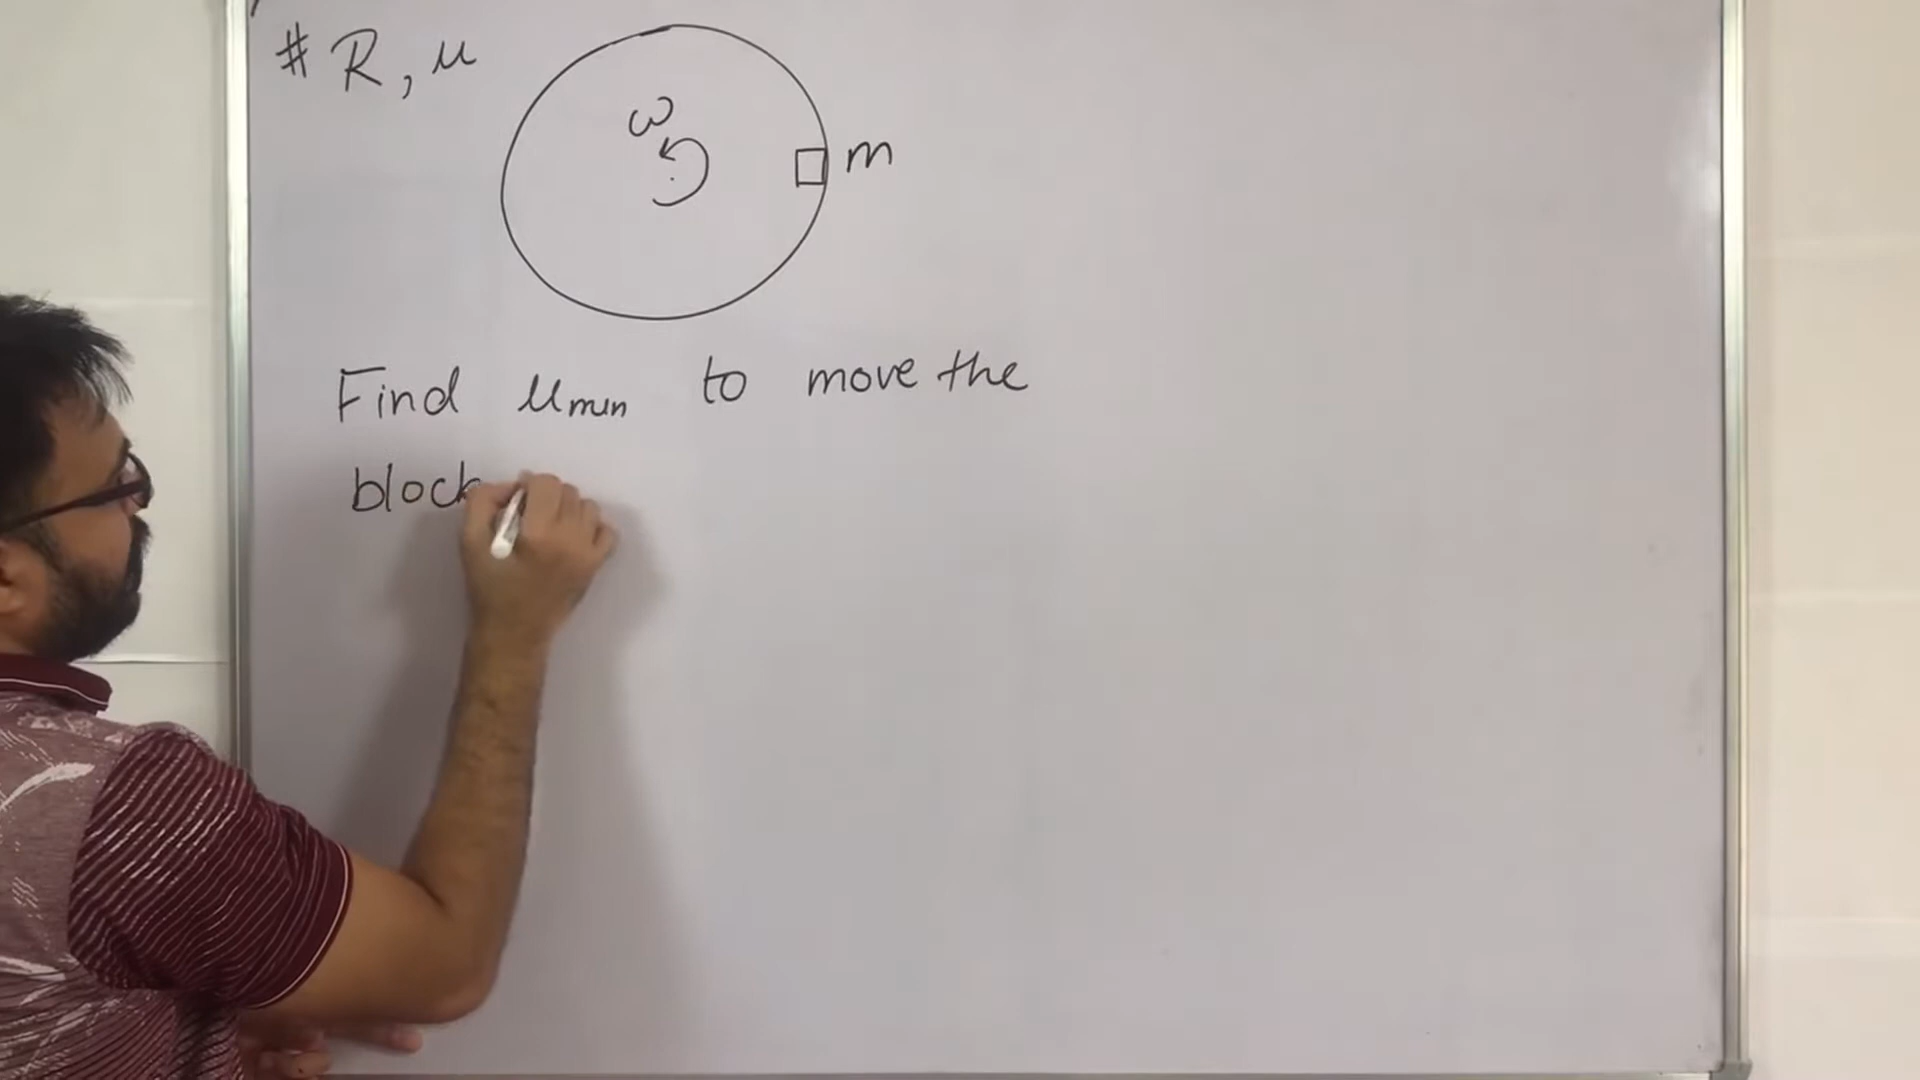 # R, μ
ω
m
Find μmin to move the
block